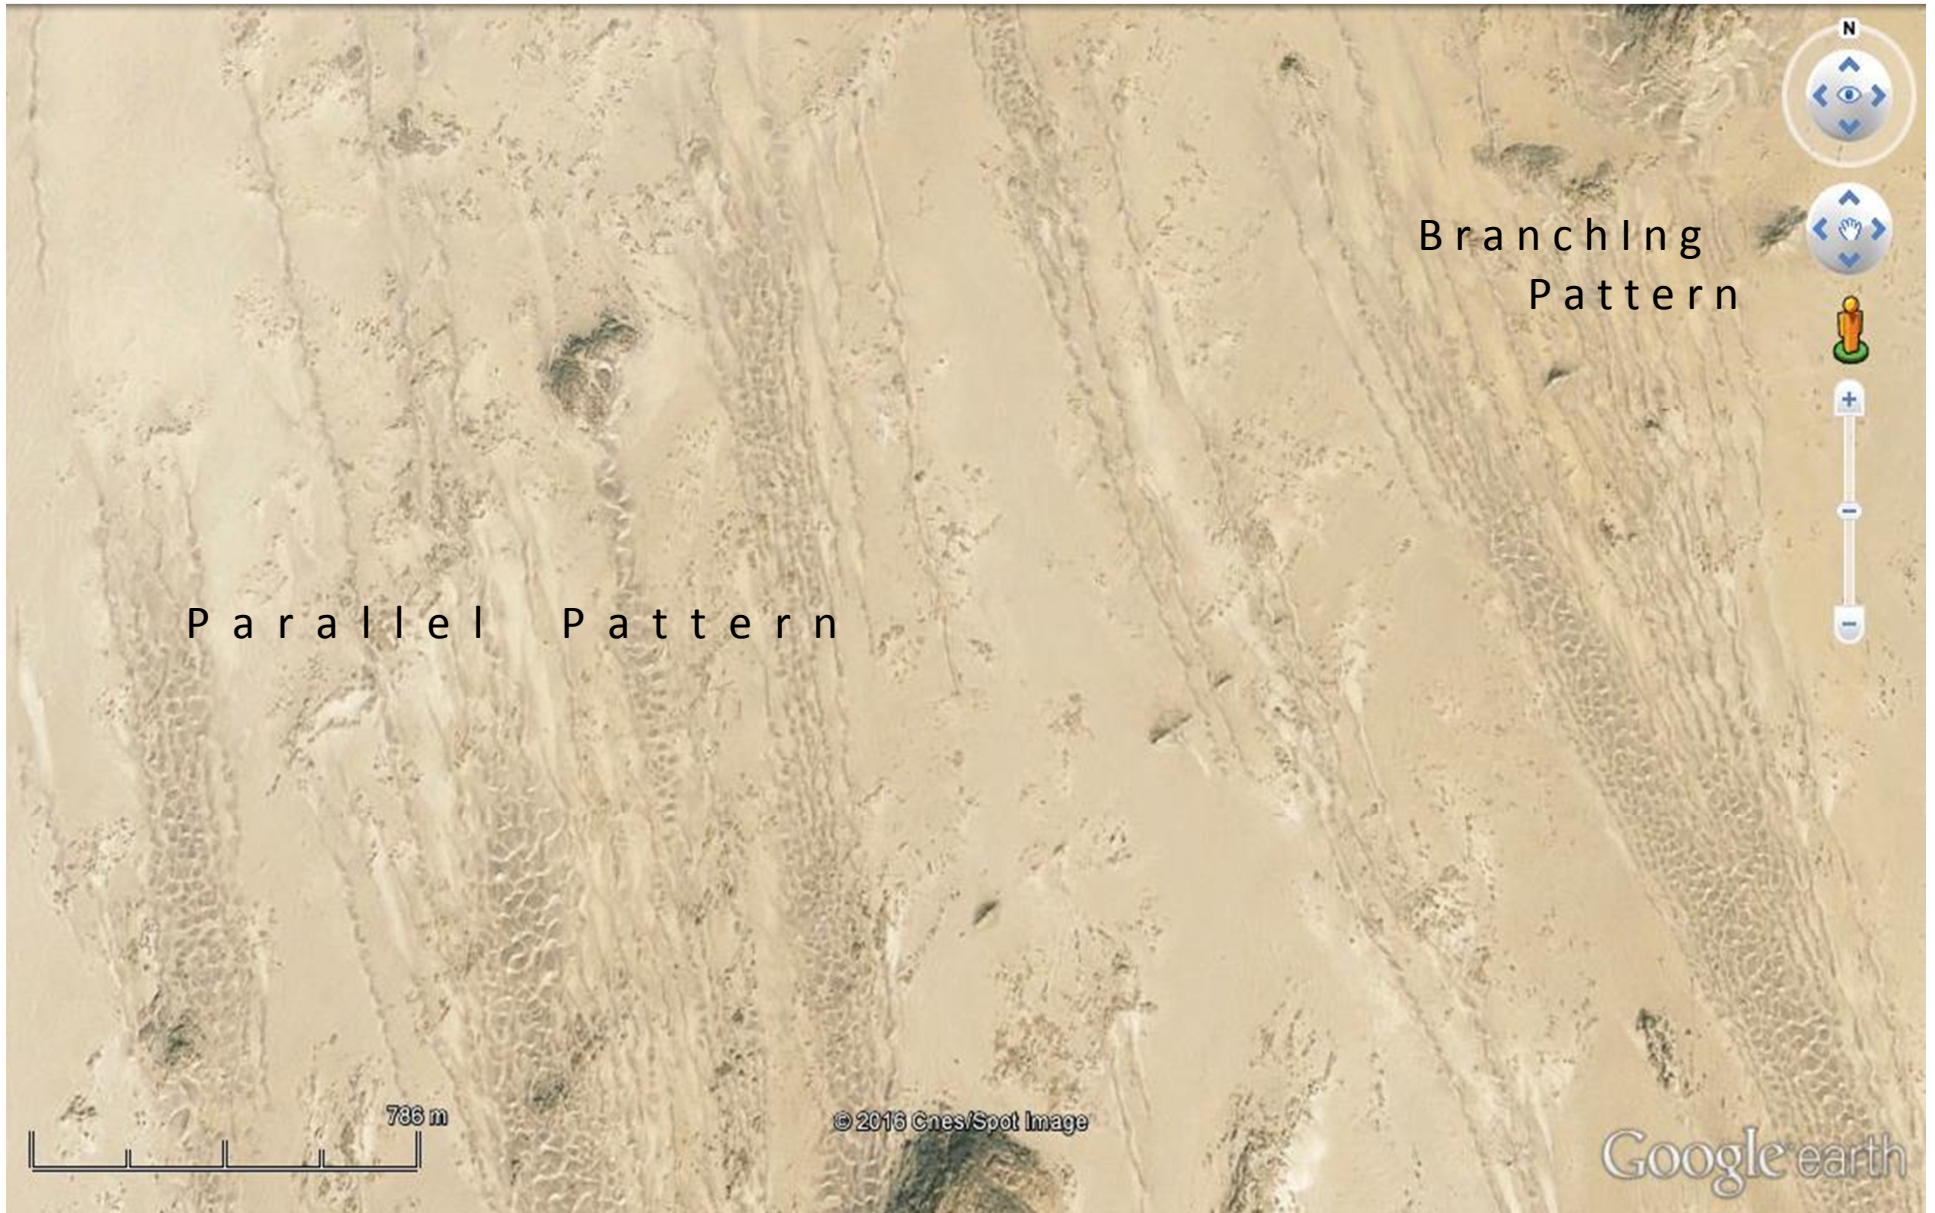 N
BranchIng
Pattern
Parallel Pattern
786 m
© 2016 Cnes/Spot Image
Google earth